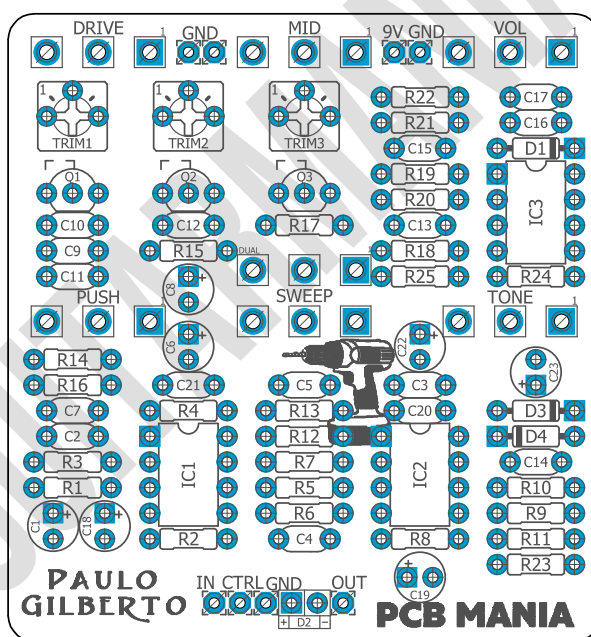 DRIVE GND MID 9V GND VOL
1 1 1
R22 C17
R21 C16
1 1 1
TRIM1 TRIM2 TRIM3 C15 D1
Q1 Q2 Q3 R19
R20 IC3
C10 C12 R17 C13
C9 R15 DUAL R18
C11 C8 + 1 R25 R24
PUSH SWEEP TONE
1 1
C6 + C22 +
R14 C23
R16 C21 C5 C3 +
C7 R4 R13 C20 D3
C2 R12 D4
R3 IC1 R7 IC2 C14
R1 R5 R10
C1 + C18 + R6 R9
R2 C4 R8 R11
R23
PAULO
GILBERTO
IN CTRL GND OUT
+ D2 −
C19 +
PCB MANIA